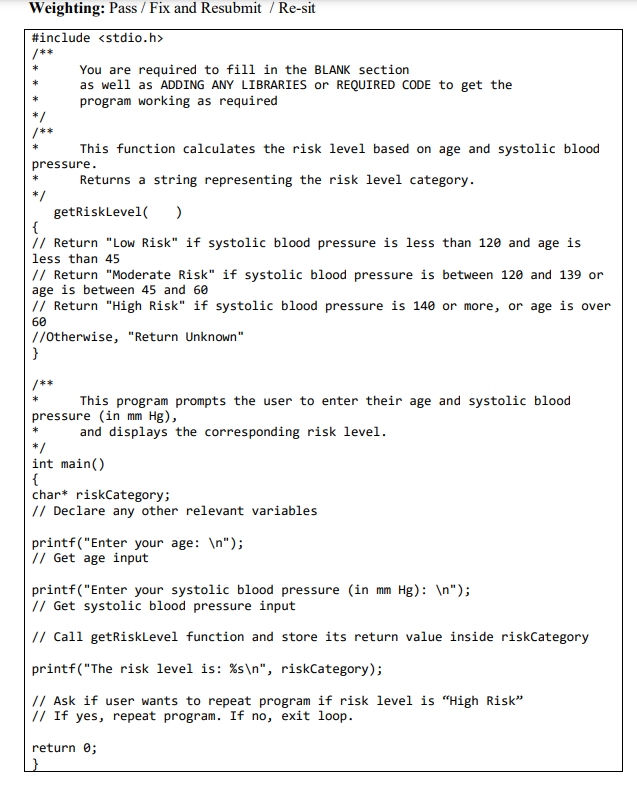 Weighting: Pass / Fix and Resubmit / Re-sit
#include <stdio.h>
/**
* You are required to fill in the BLANK section
* as well as ADDING ANY LIBRARIES or REQUIRED CODE to get the
* program working as required
*/
/**
* This function calculates the risk level based on age and systolic blood
pressure.
* Returns a string representing the risk level category.
*/
getRiskLevel( )
{
// Return "Low Risk" if systolic blood pressure is less than 120 and age is
less than 45
// Return "Moderate Risk" if systolic blood pressure is between 120 and 139 or
age is between 45 and 60
// Return "High Risk" if systolic blood pressure is 140 or more, or age is over
60
//Otherwise, "Return Unknown"
}
/**
* This program prompts the user to enter their age and systolic blood
pressure (in mm Hg),
* and displays the corresponding risk level.
*/
int main()
{
char* riskCategory;
// Declare any other relevant variables
printf("Enter your age: \n");
// Get age input
printf("Enter your systolic blood pressure (in mm Hg): \n");
// Get systolic blood pressure input
// Call getRiskLevel function and store its return value inside riskCategory
printf("The risk level is: %s\n", riskCategory);
// Ask if user wants to repeat program if risk level is “High Risk”
// If yes, repeat program. If no, exit loop.
return 0;
}